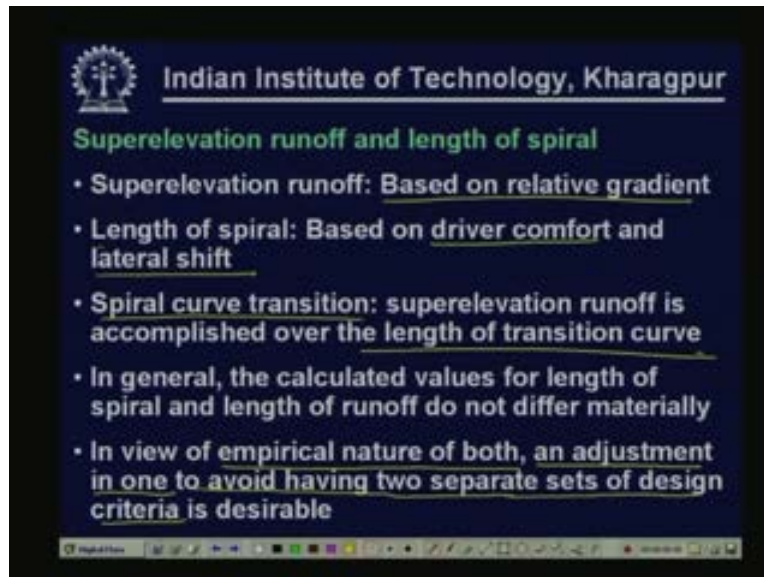 Indian Institute of Technology, Kharagpur
Superelevation runoff and length of spiral
• Superelevation runoff: Based on relative gradient
• Length of spiral: Based on driver comfort and
lateral shift
• Spiral curve transition: superelevation runoff is
accomplished over the length of transition curve
• In general, the calculated values for length of
spiral and length of runoff do not differ materially
• In view of empirical nature of both, an adjustment
in one to avoid having two separate sets of design
criteria is desirable